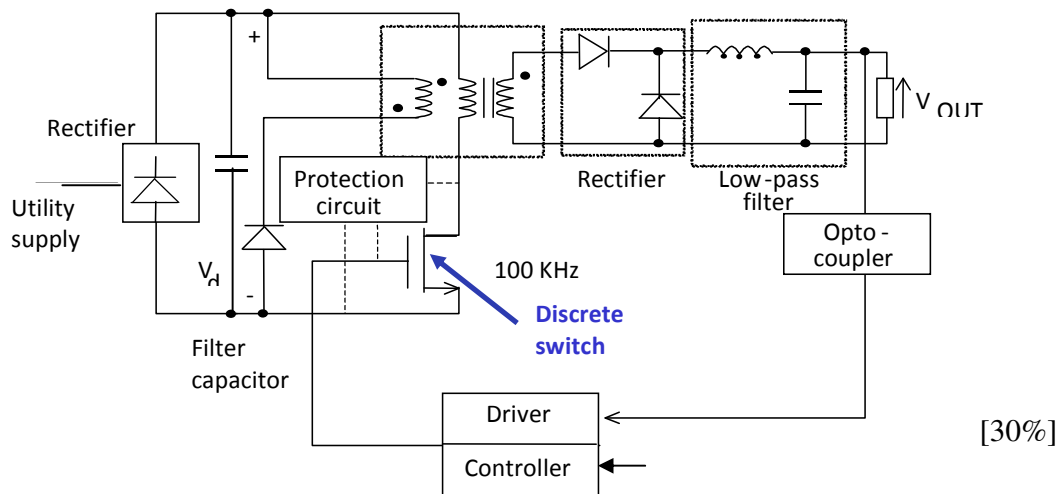 +
Rectifier
Utility
supply
V
d
-
Filter
capacitor
Protection
circuit
100 KHz
Discrete
switch
Rectifier
Low-pass
filter
V OUT
Opto -
coupler
Driver
Controller
[30%]